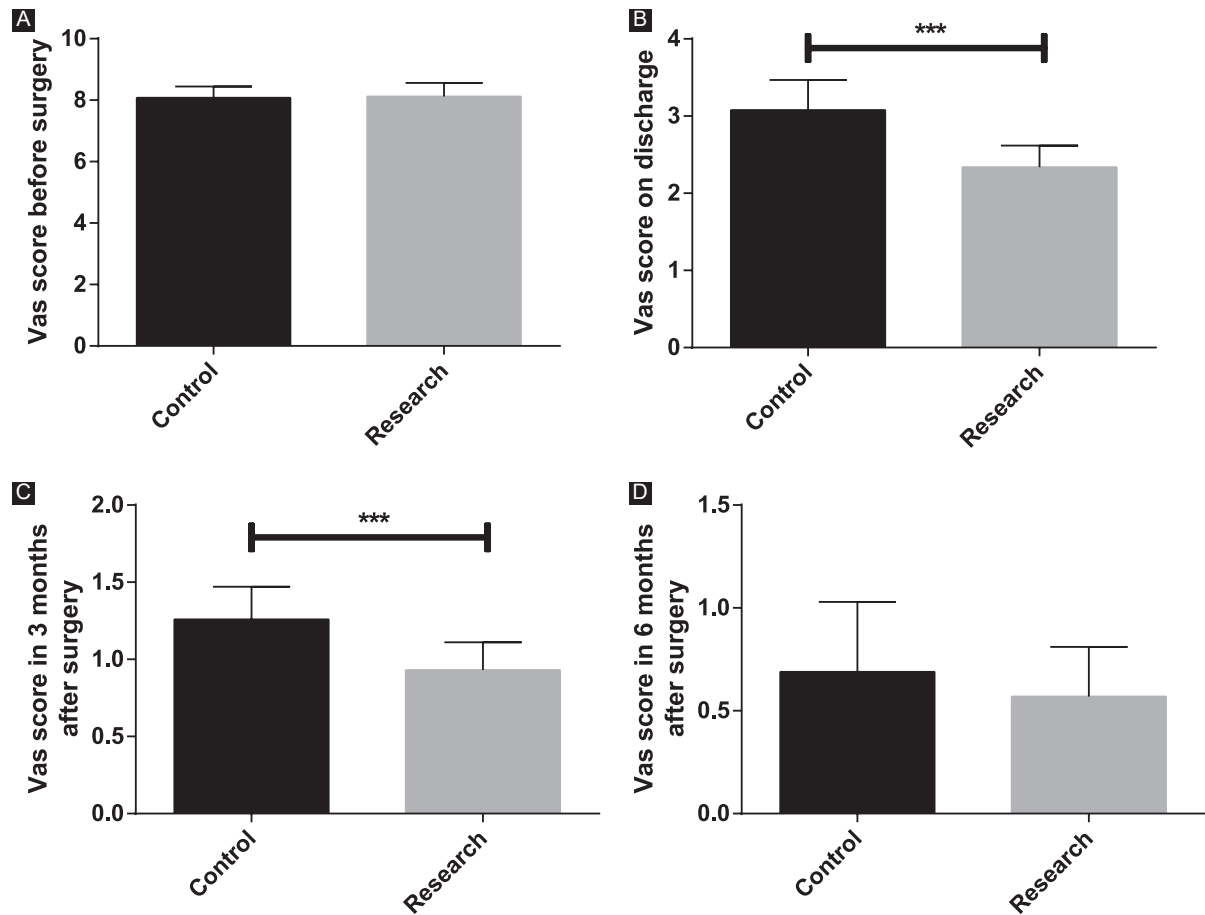 A
Vas score before surgery
10
8
6
4
2
0
Control
Research
B
Vas score on discharge
4
3
2
1
0
***
Control
Research
C
Vas score in 3 months
after surgery
2.0
1.5
1.0
0.5
0.0
***
Control
Research
D
Vas score in 6 months
after surgery
1.5
1.0
0.5
0.0
Control
Research